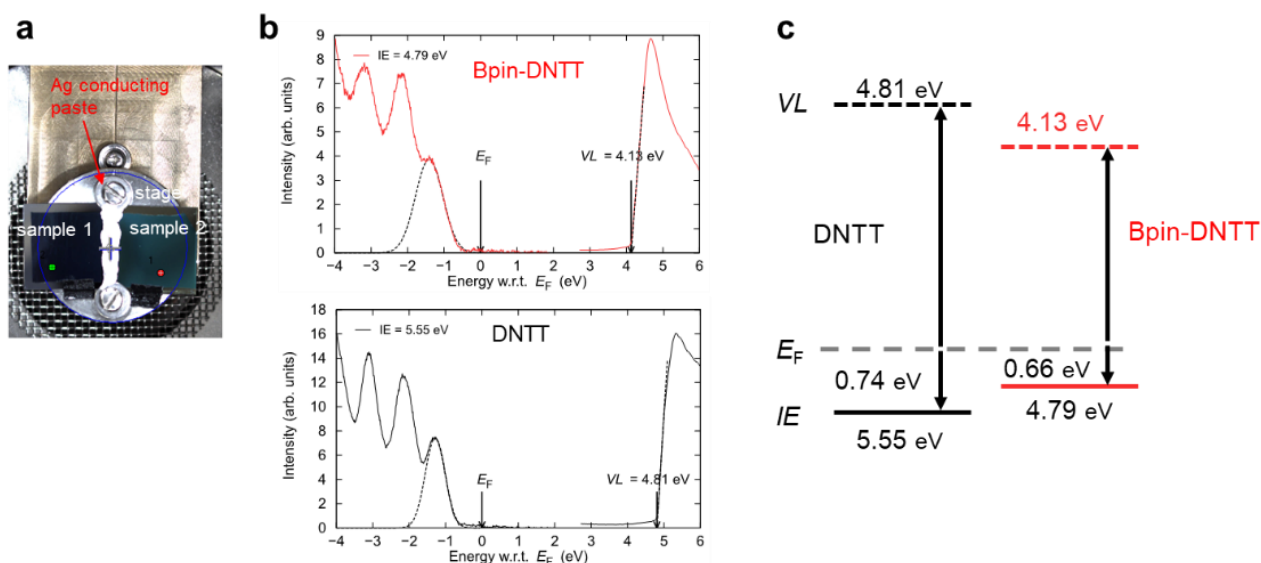 a
Ag conducting
paste
stage
sample 1
sample 2
1
b
9
8
7
6
5
4
3
2
1
0
Intensity (arb. units)
IE = 4.79 eV
Bpin-DNTT
E_F
VL = 4.13 eV
−4 −3 −2 −1 0 1 2 3 4 5 6
Energy w.r.t. E_F (eV)
18
16
14
12
10
8
6
4
2
0
Intensity (arb. units)
IE = 5.55 eV
DNTT
E_F
VL = 4.81 eV
−4 −3 −2 −1 0 1 2 3 4 5 6
Energy w.r.t. E_F (eV)
c
VL
4.81 eV
4.13 eV
DNTT
Bpin-DNTT
E_F
0.74 eV
0.66 eV
IE
5.55 eV
4.79 eV